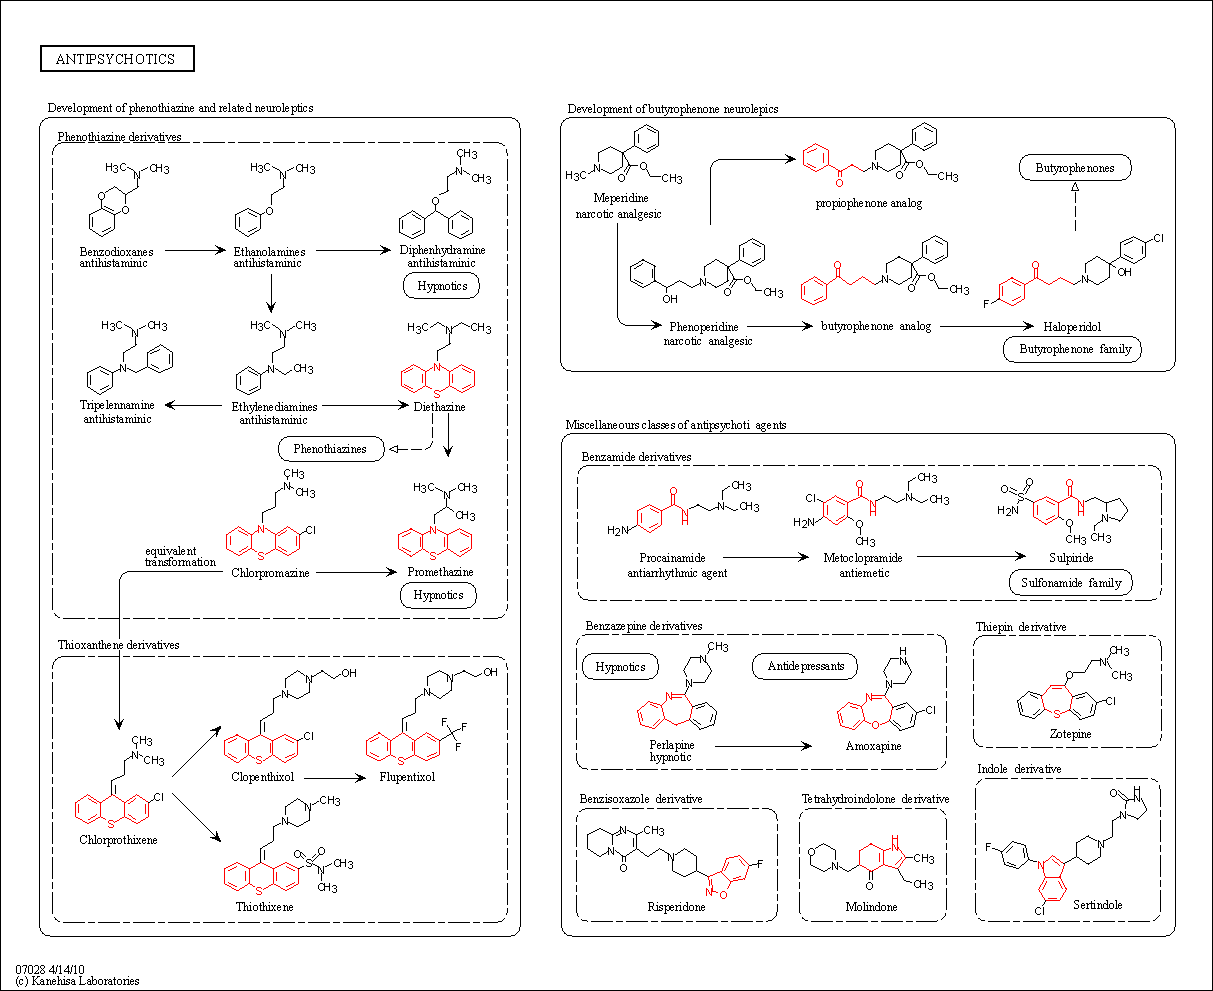 ANTIPSYCHOTICS
Development of phenothiazine and related neuroleptics
Phenothiazine derivatives
H3C
CH3
N
O
O
Benzodioxanes
antihistaminic
H3C
CH3
N
O
Ethanolamines
antihistaminic
CH3
N
CH3
O
Diphenhydramine
antihistaminic
Hypnotics
H3C
CH3
N
N
Tripelennamine
antihistaminic
H3C
CH3
N
N
CH3
Ethylenediamines
antihistaminic
H3C
CH3
N
N
S
Diethazine
Phenothiazines
CH3
N
CH3
N
Cl
S
Chlorpromazine
H3C
CH3
N
CH3
N
S
Promethazine
Hypnotics
equivalent
transformation
Thioxanthene derivatives
CH3
N
CH3
Cl
S
Chlorprothixene
OH
N
N
Cl
S
Clopenthixol
OH
N
N
F
F
F
S
Flupentixol
CH3
N
N
O
O
S
N
CH3
CH3
S
Thiothixene
Development of butyrophenone neurolepics
N
H3C
O
O
CH3
Meperidine
narcotic analgesic
O
N
O
O
CH3
propiophenone analog
Butyrophenones
OH
N
O
O
CH3
Phenoperidine
narcotic analgesic
O
N
O
O
CH3
butyrophenone analog
Cl
O
OH
N
F
Haloperidol
Butyrophenone family
Miscellaneours classes of antipsychoti agents
Benzamide derivatives
CH3
O
N
CH3
N
H
H2N
Procainamide
antiarrhythmic agent
CH3
O
Cl
N
CH3
N
H
H2N
O
CH3
Metoclopramide
antiemetic
O
O
S
NH2
O
N
H
N
O
CH3
CH3
Sulpiride
Sulfonamide family
Benzazepine derivatives
Hypnotics
CH3
N
N
N
Perlapine
hypnotic
Antidepressants
H
N
N
N
O
Cl
Amoxapine
Thiepin derivative
CH3
N
CH3
O
Cl
S
Zotepine
Benzisoxazole derivative
N
CH3
N
O
N
F
N
O
Risperidone
Tetrahydroindolone derivative
O
N
H
N
CH3
O
CH3
Molindone
Indole derivative
H
N
O
N
N
F
N
Cl
Sertindole
07028 4/14/10
(c) Kanehisa Laboratories